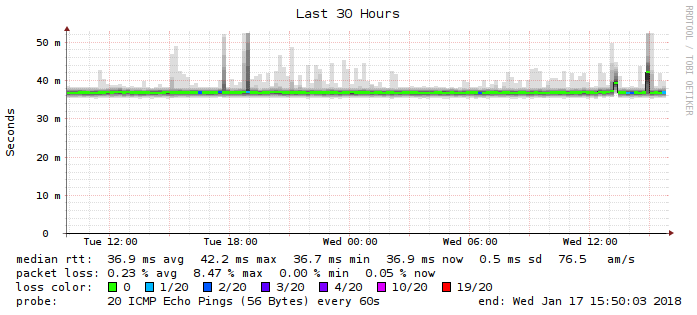 Last 30 Hours
RRDTOOL / TOBI OETIKER
Seconds
50 m
40 m
30 m
20 m
10 m
0
Tue 12:00 Tue 18:00 Wed 00:00 Wed 06:00 Wed 12:00
median rtt: 36.9 ms avg 42.2 ms max 36.7 ms min 36.9 ms now 0.5 ms sd 76.5 am/s
packet loss: 0.23 % avg 8.47 % max 0.00 % min 0.05 % now
loss color: 0 1/20 2/20 3/20 4/20 10/20 19/20
probe: 20 ICMP Echo Pings (56 Bytes) every 60s end: Wed Jan 17 15:50:03 2018